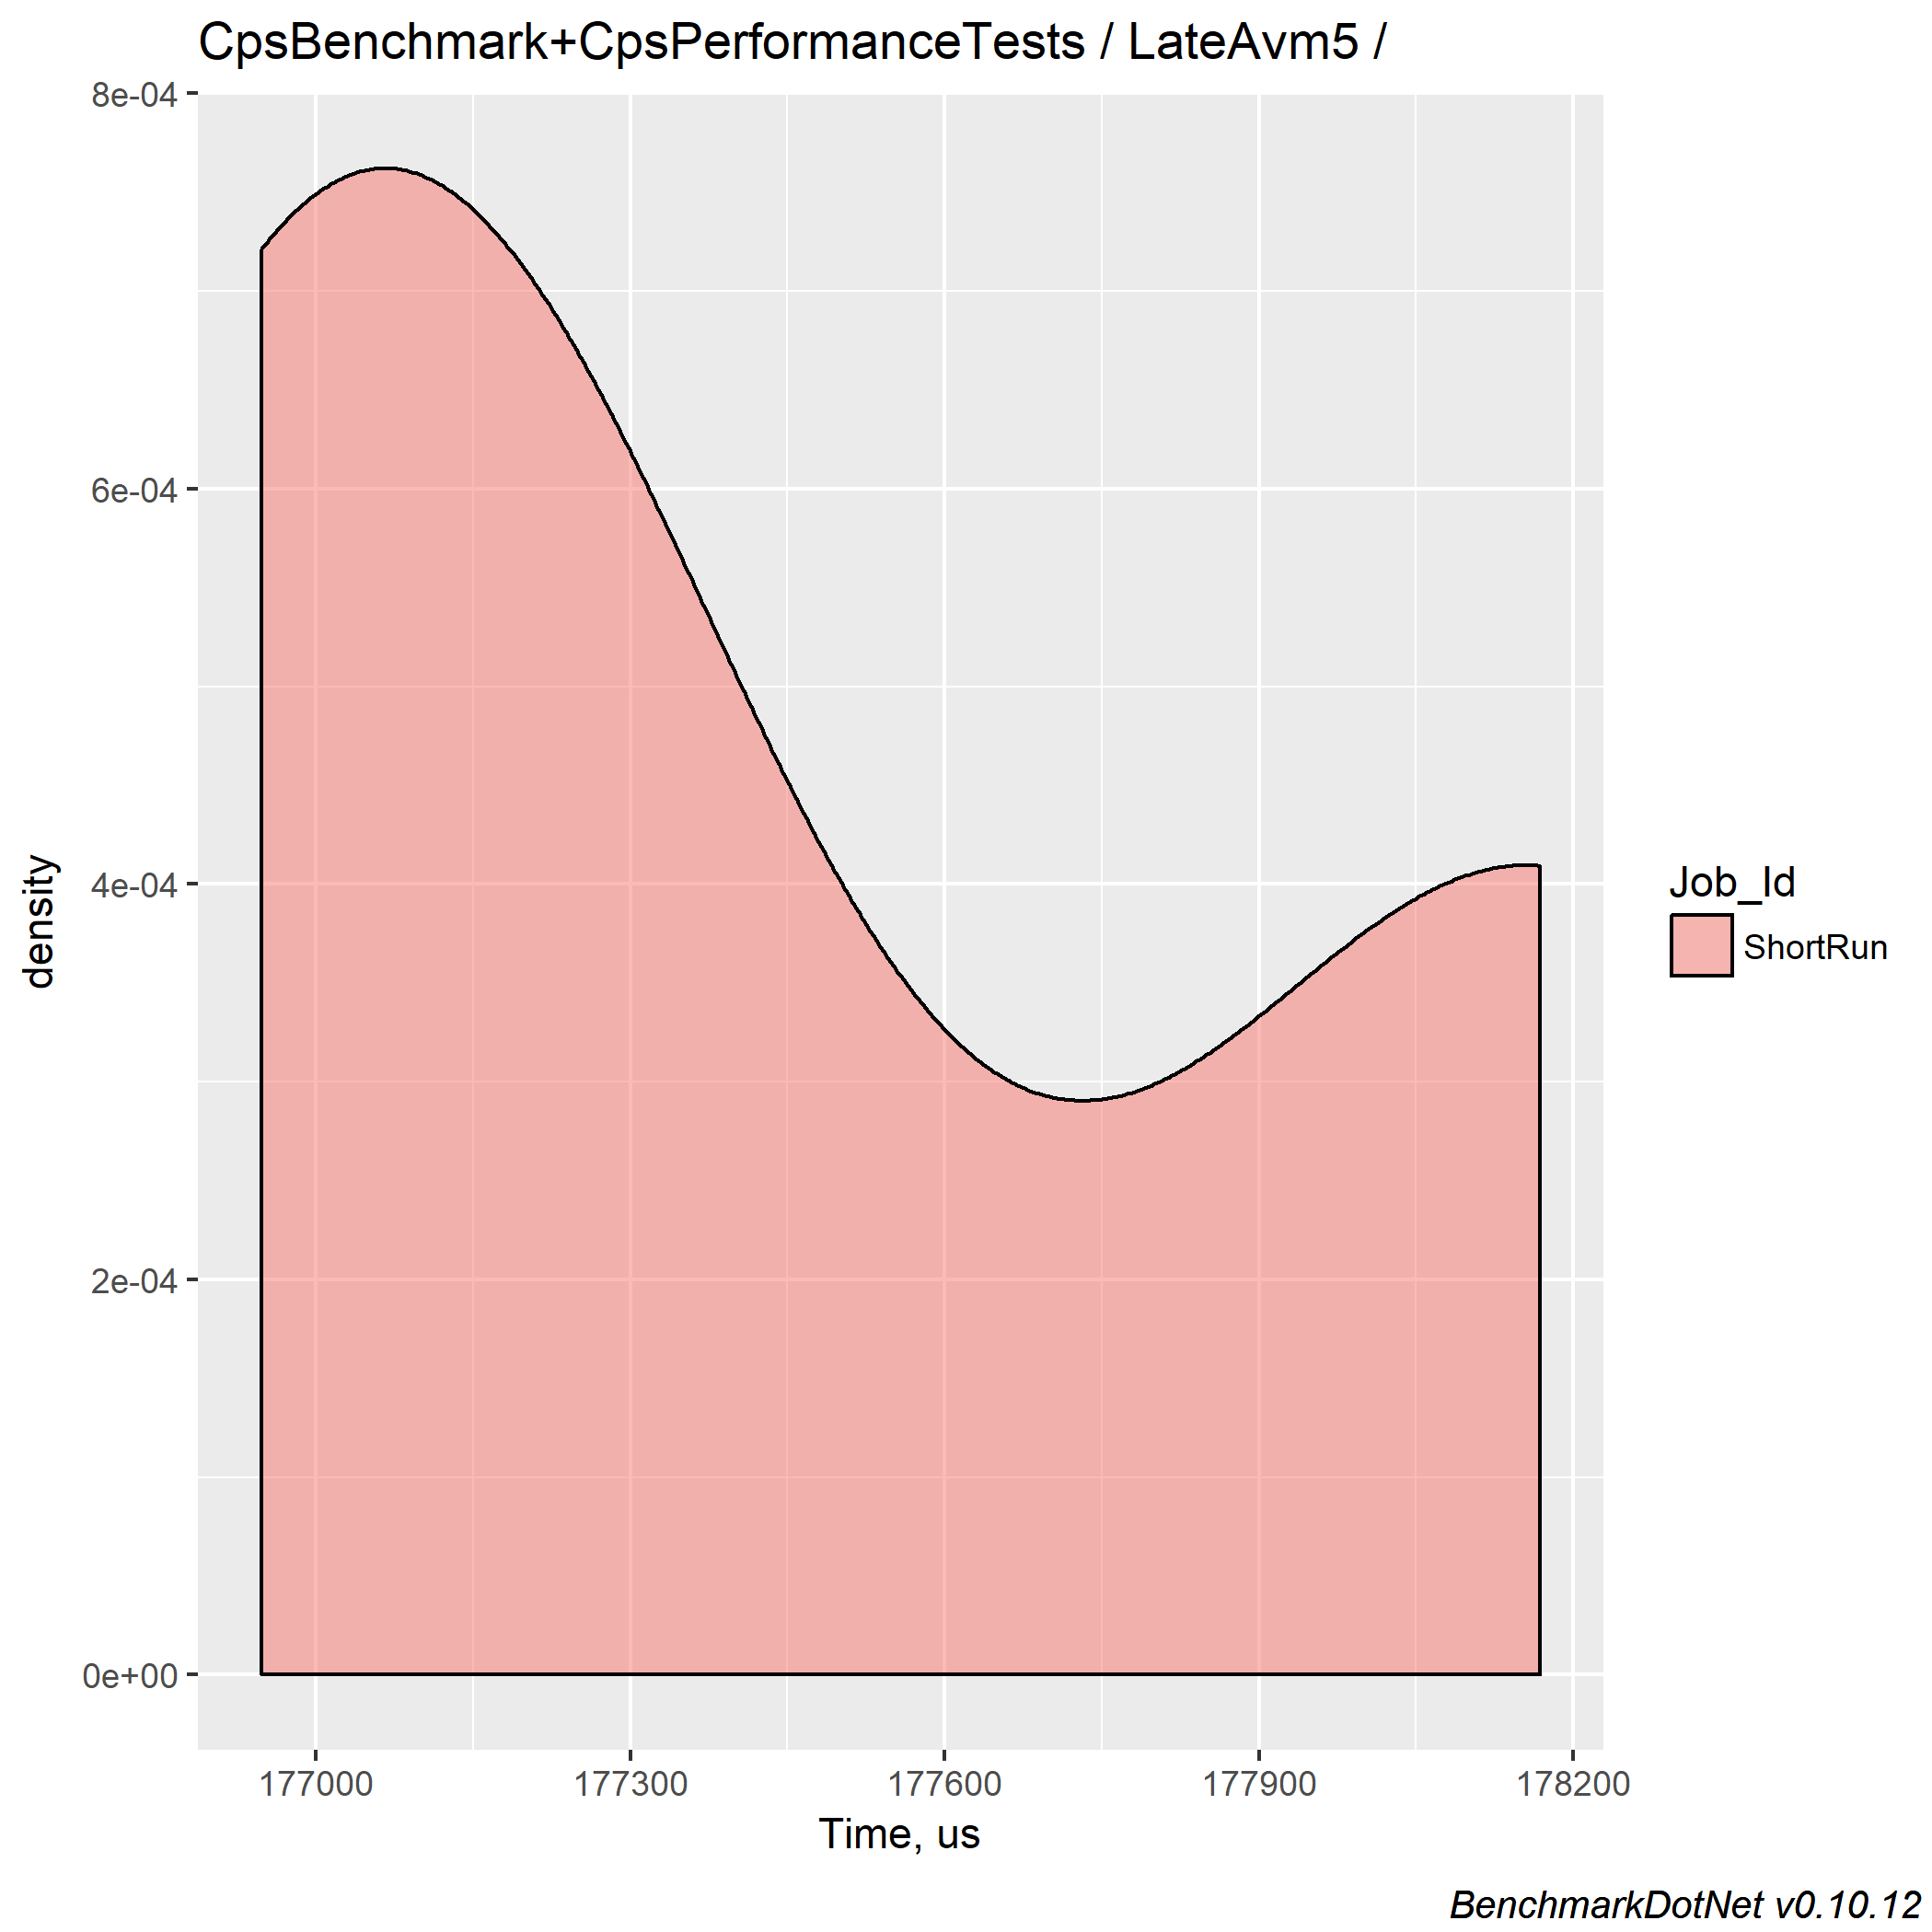 CpsBenchmark+CpsPerformanceTests / LateAvm5 /
8e-04
6e-04
4e-04
2e-04
0e+00
density
177000 177300 177600 177900 178200
Time, us
Job_Id
ShortRun
BenchmarkDotNet v0.10.12